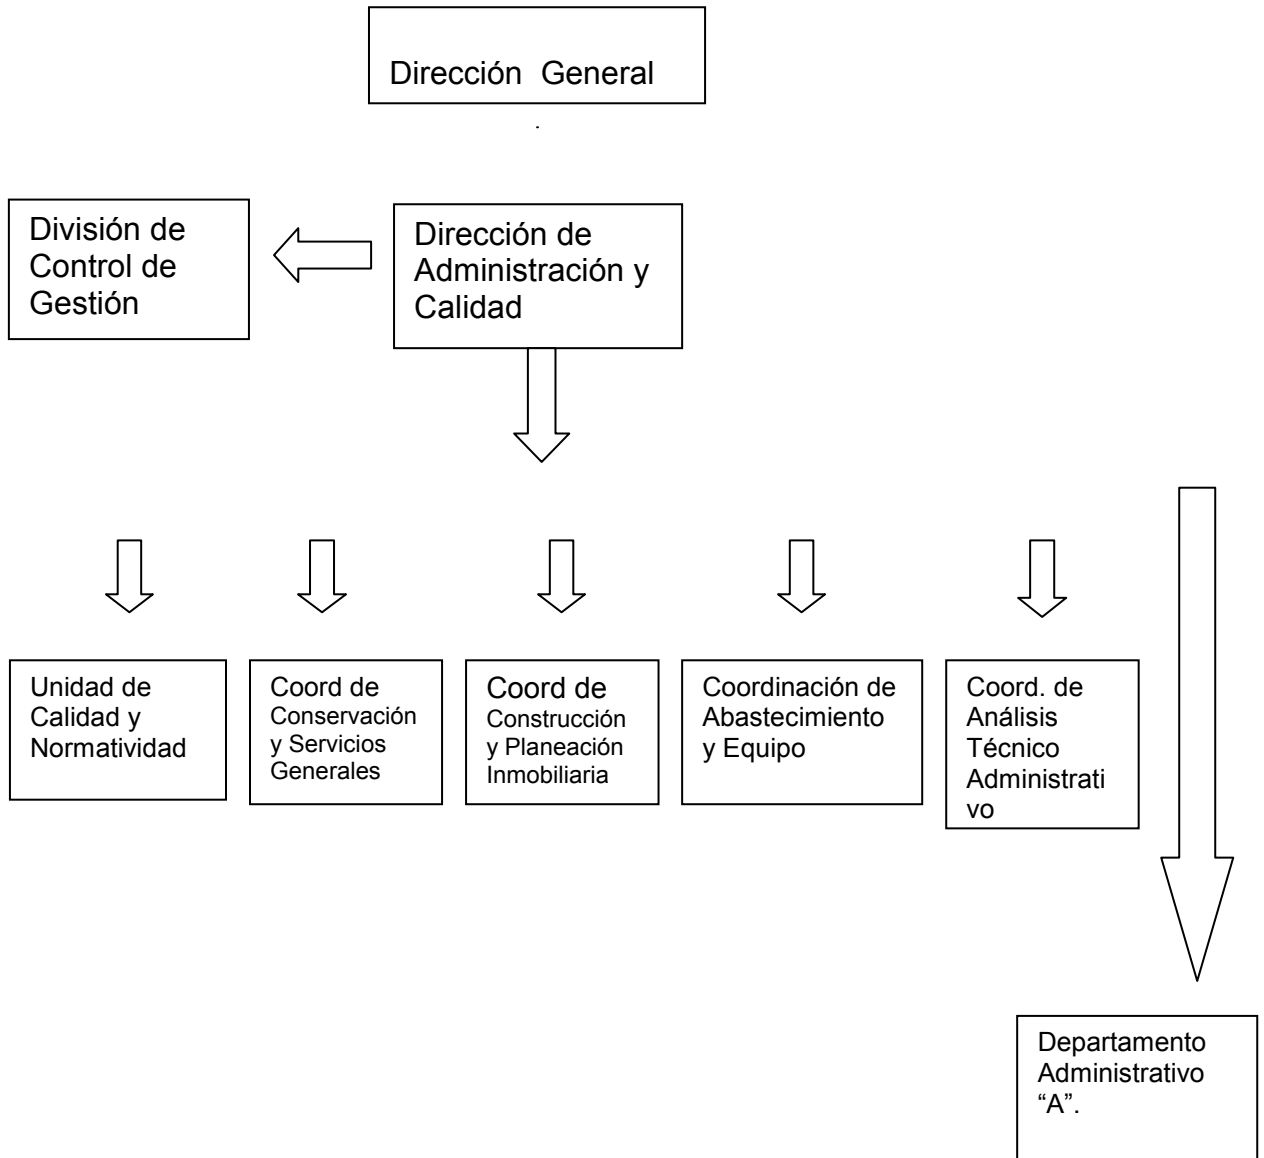 Dirección General
.
División de
Control de
Gestión
Dirección de
Administración y
Calidad
Unidad de
Calidad y
Normatividad
Coord de
Conservación
y Servicios
Generales
Coord de
Construcción
y Planeación
Inmobiliaria
Coordinación de
Abastecimiento
y Equipo
Coord. de
Análisis
Técnico
Administrati
vo
Departamento
Administrativo
“A”.